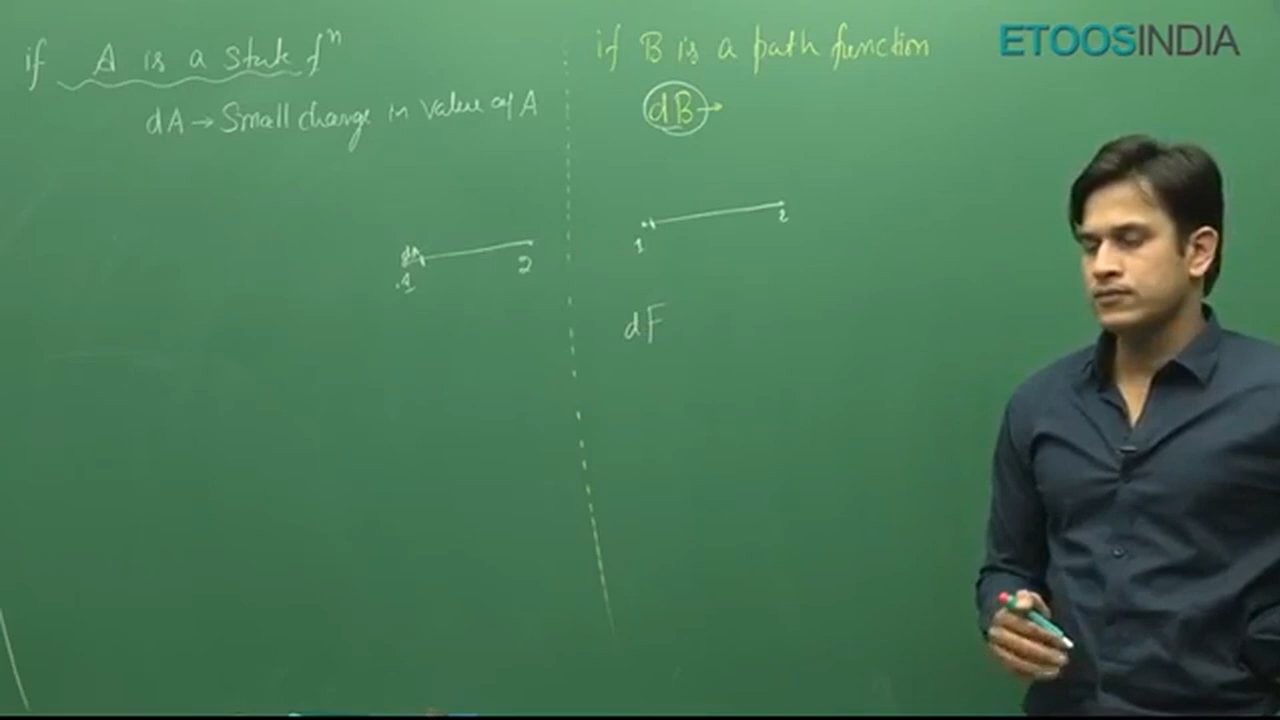 if A is a state fⁿ
dA → Small change in value of A
dA
1 2
if B is a path function
dB →
1 2
dF
ETOOSINDIA